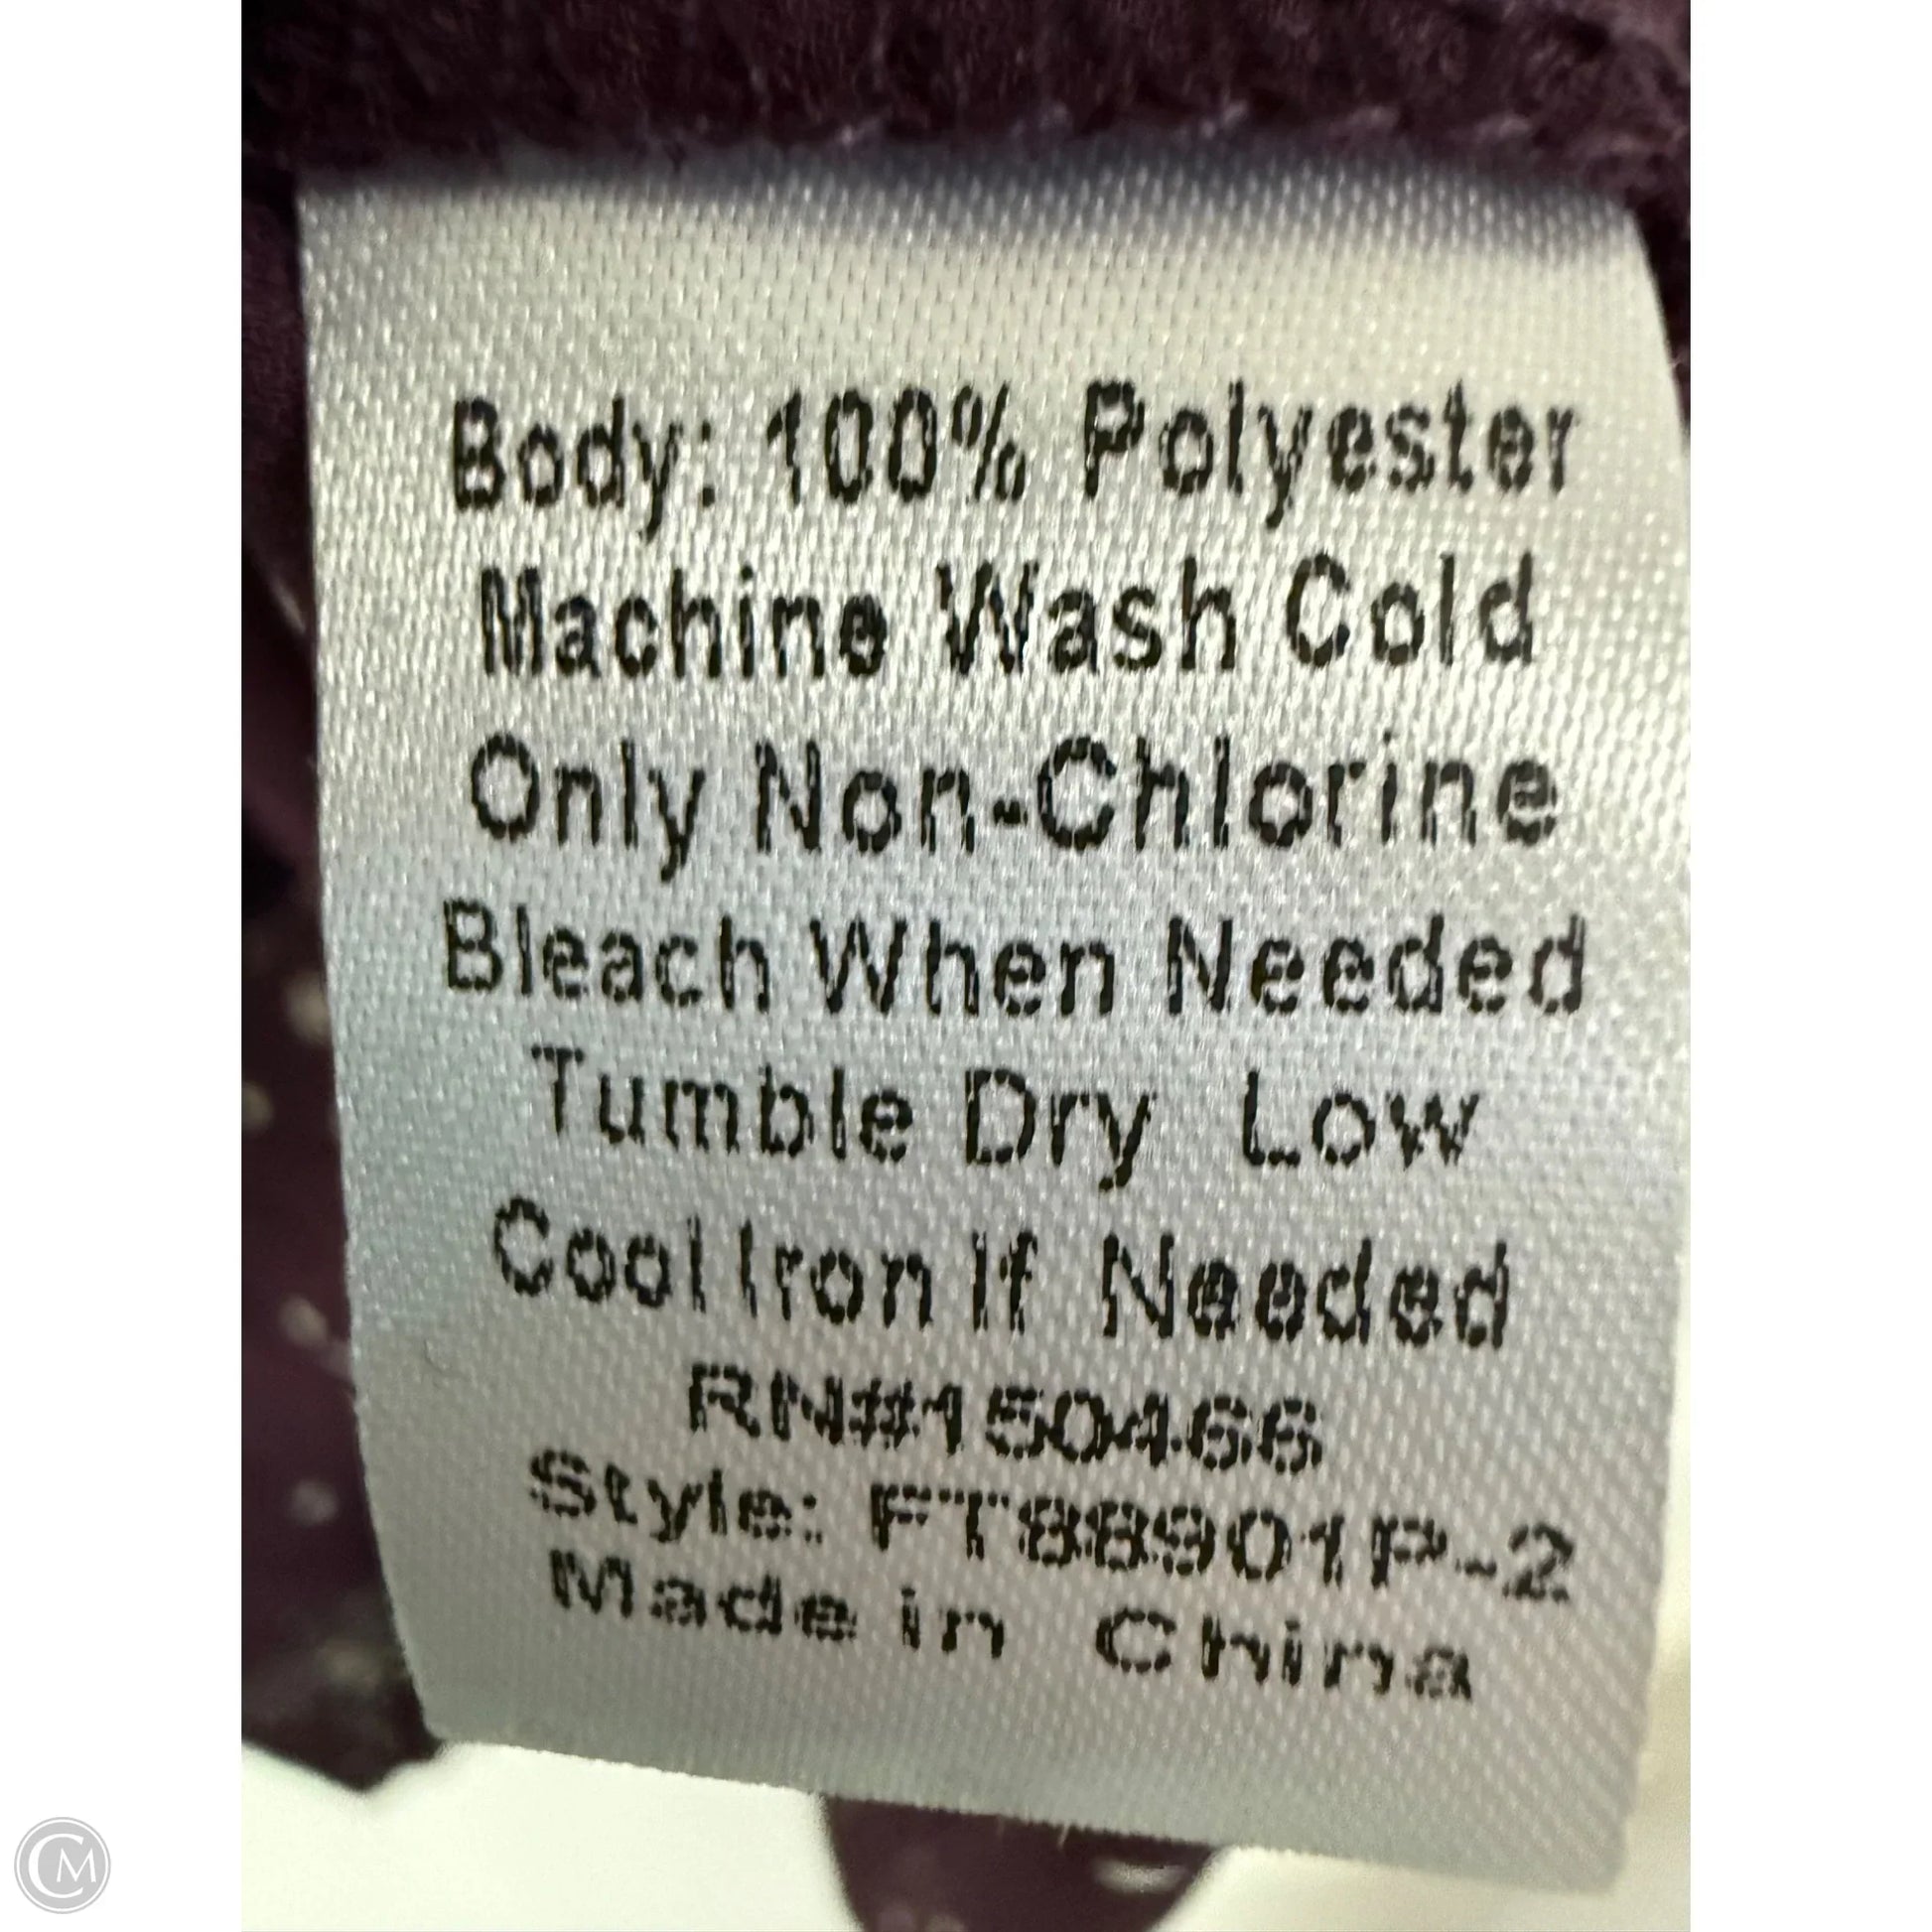 Body: 100% Polyester
Machine Wash Cold
Only Non-Chlorine
Bleach When Needed
Tumble Dry Low
Cool Iron If Needed
RN#150466
Style: FT88901P-2
Made in China
CM